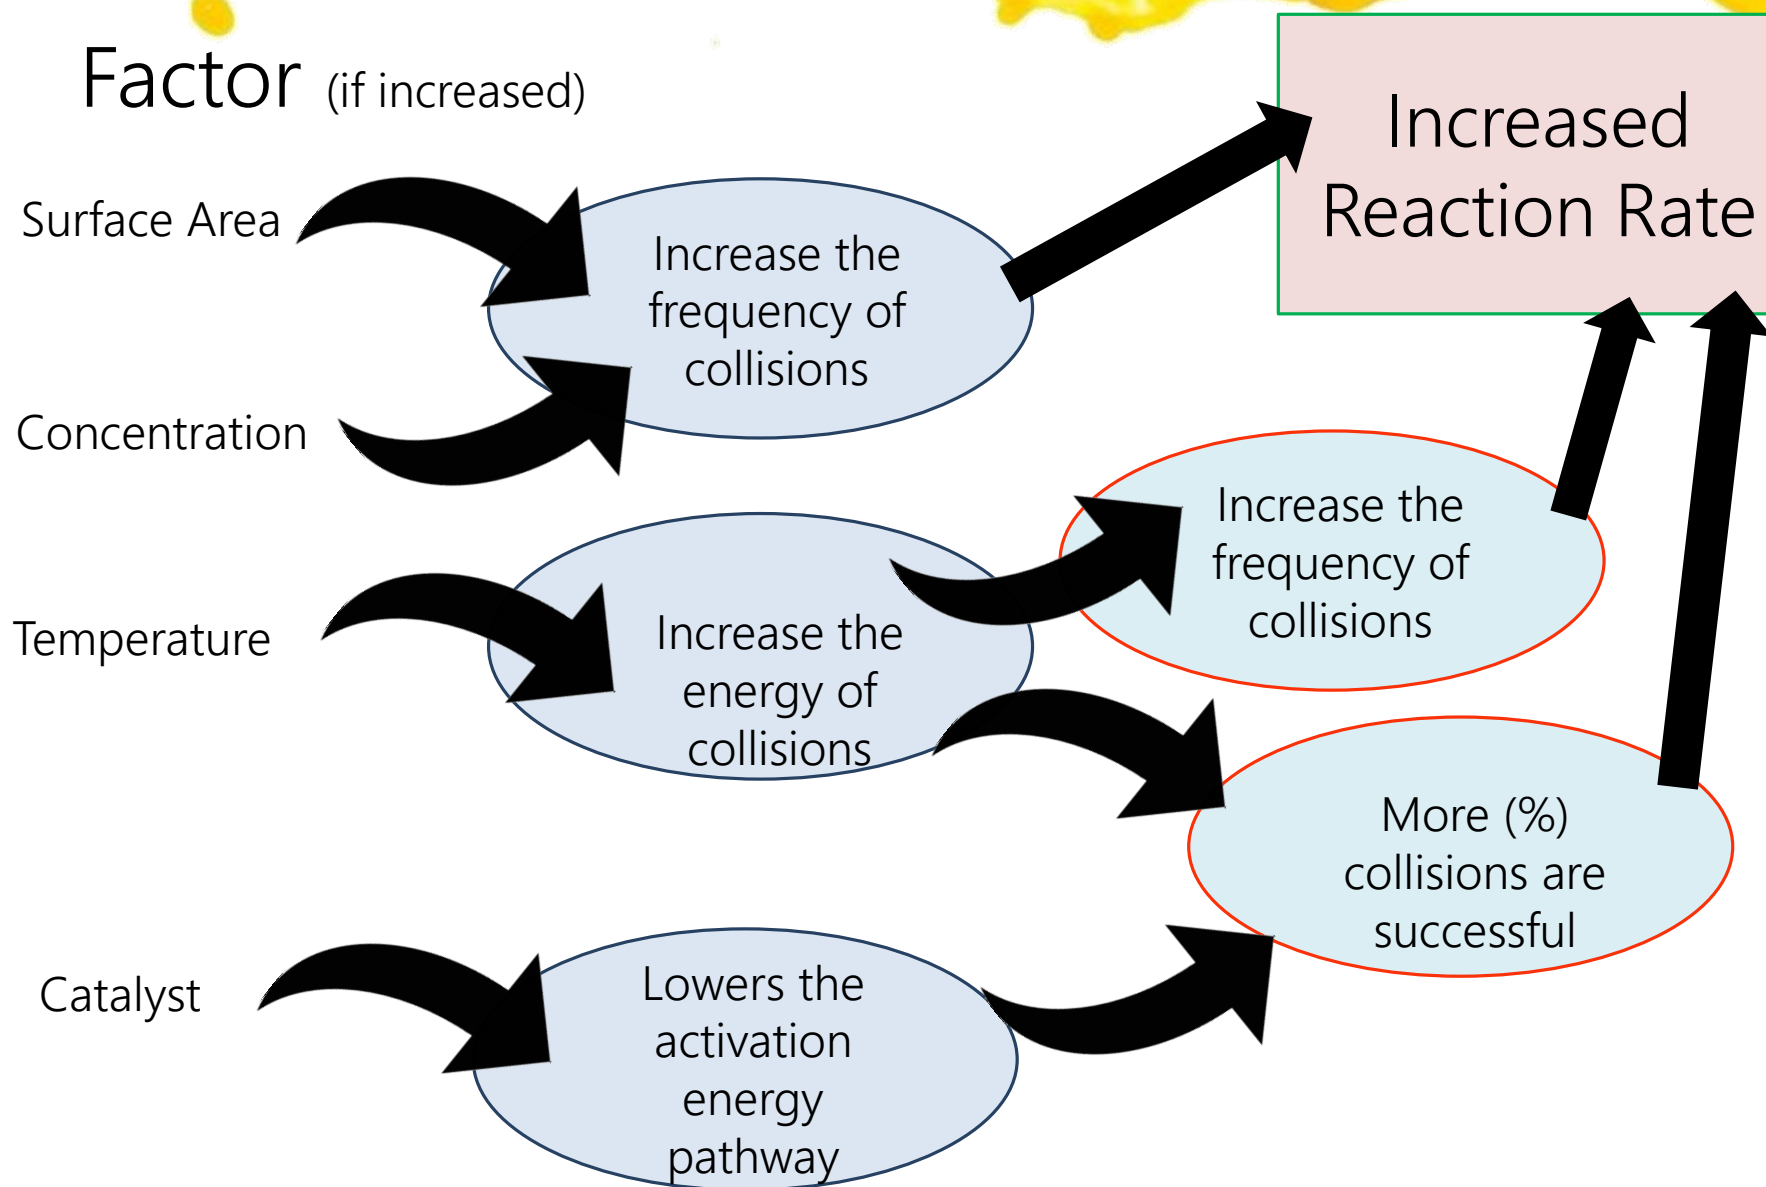 Factor (if increased)
Increased
Reaction Rate
Surface Area
Increase the
frequency of
collisions
Concentration
Increase the
frequency of
collisions
Temperature
Increase the
energy of
collisions
More (%)
collisions are
successful
Catalyst
Lowers the
activation
energy
pathway